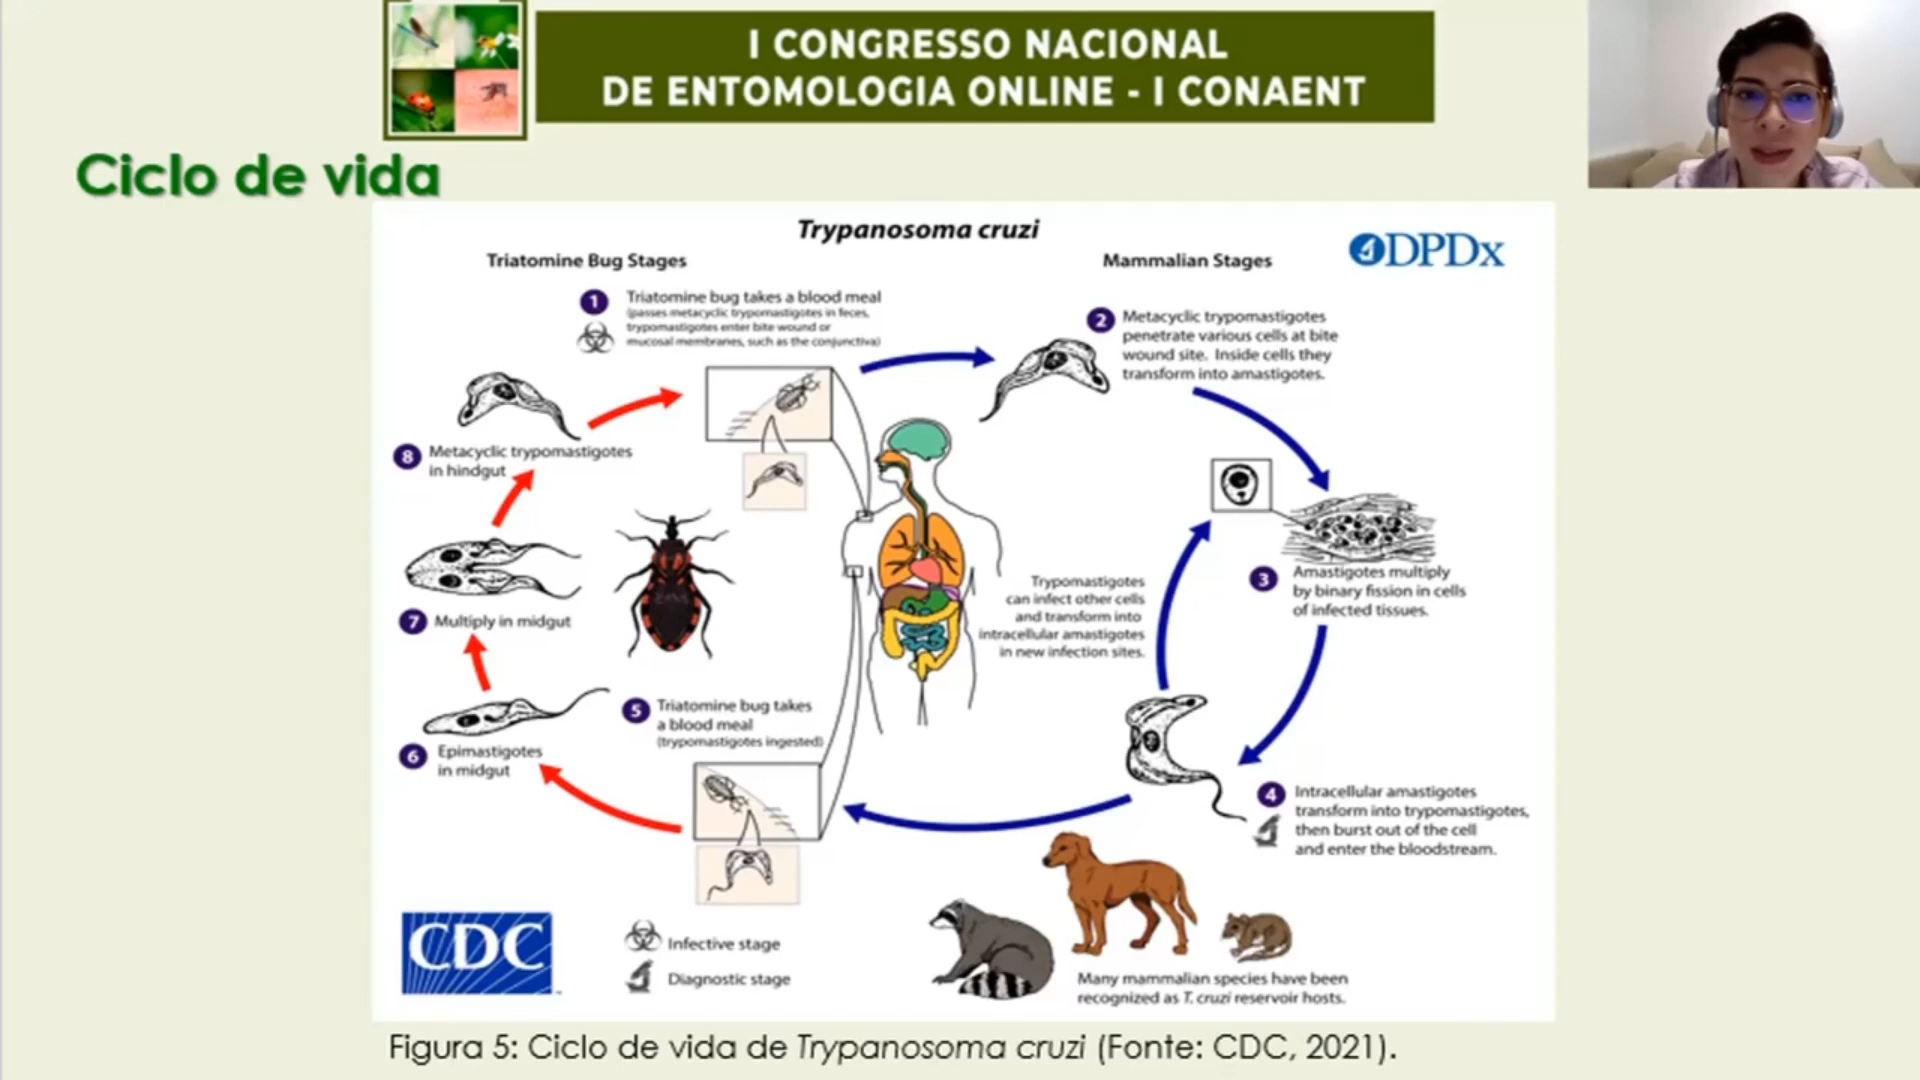 I CONGRESSO NACIONAL
DE ENTOMOLOGIA ONLINE - I CONAENT
Ciclo de vida
Trypanosoma cruzi
DPDx
Triatomine Bug Stages
Mammalian Stages
1
Triatomine bug takes a blood meal
(passes metacyclic trypomastigotes in feces,
trypomastigotes enter bite wound or
mucosal membranes, such as the conjunctiva)
2
Metacyclic trypomastigotes
penetrate various cells at bite
wound site. Inside cells they
transform into amastigotes.
8
Metacyclic trypomastigotes
in hindgut
3
Amastigotes multiply
by binary fission in cells
of infected tissues.
Trypomastigotes
can infect other cells
and transform into
intracellular amastigotes
in new infection sites.
7
Multiply in midgut
5
Triatomine bug takes
a blood meal
(trypomastigotes ingested)
6
Epimastigotes
in midgut
4
Intracellular amastigotes
transform into trypomastigotes,
then burst out of the cell
and enter the bloodstream.
CDC
Infective stage
Diagnostic stage
Many mammalian species have been
recognized as T. cruzi reservoir hosts.
Figura 5: Ciclo de vida de Trypanosoma cruzi (Fonte: CDC, 2021).